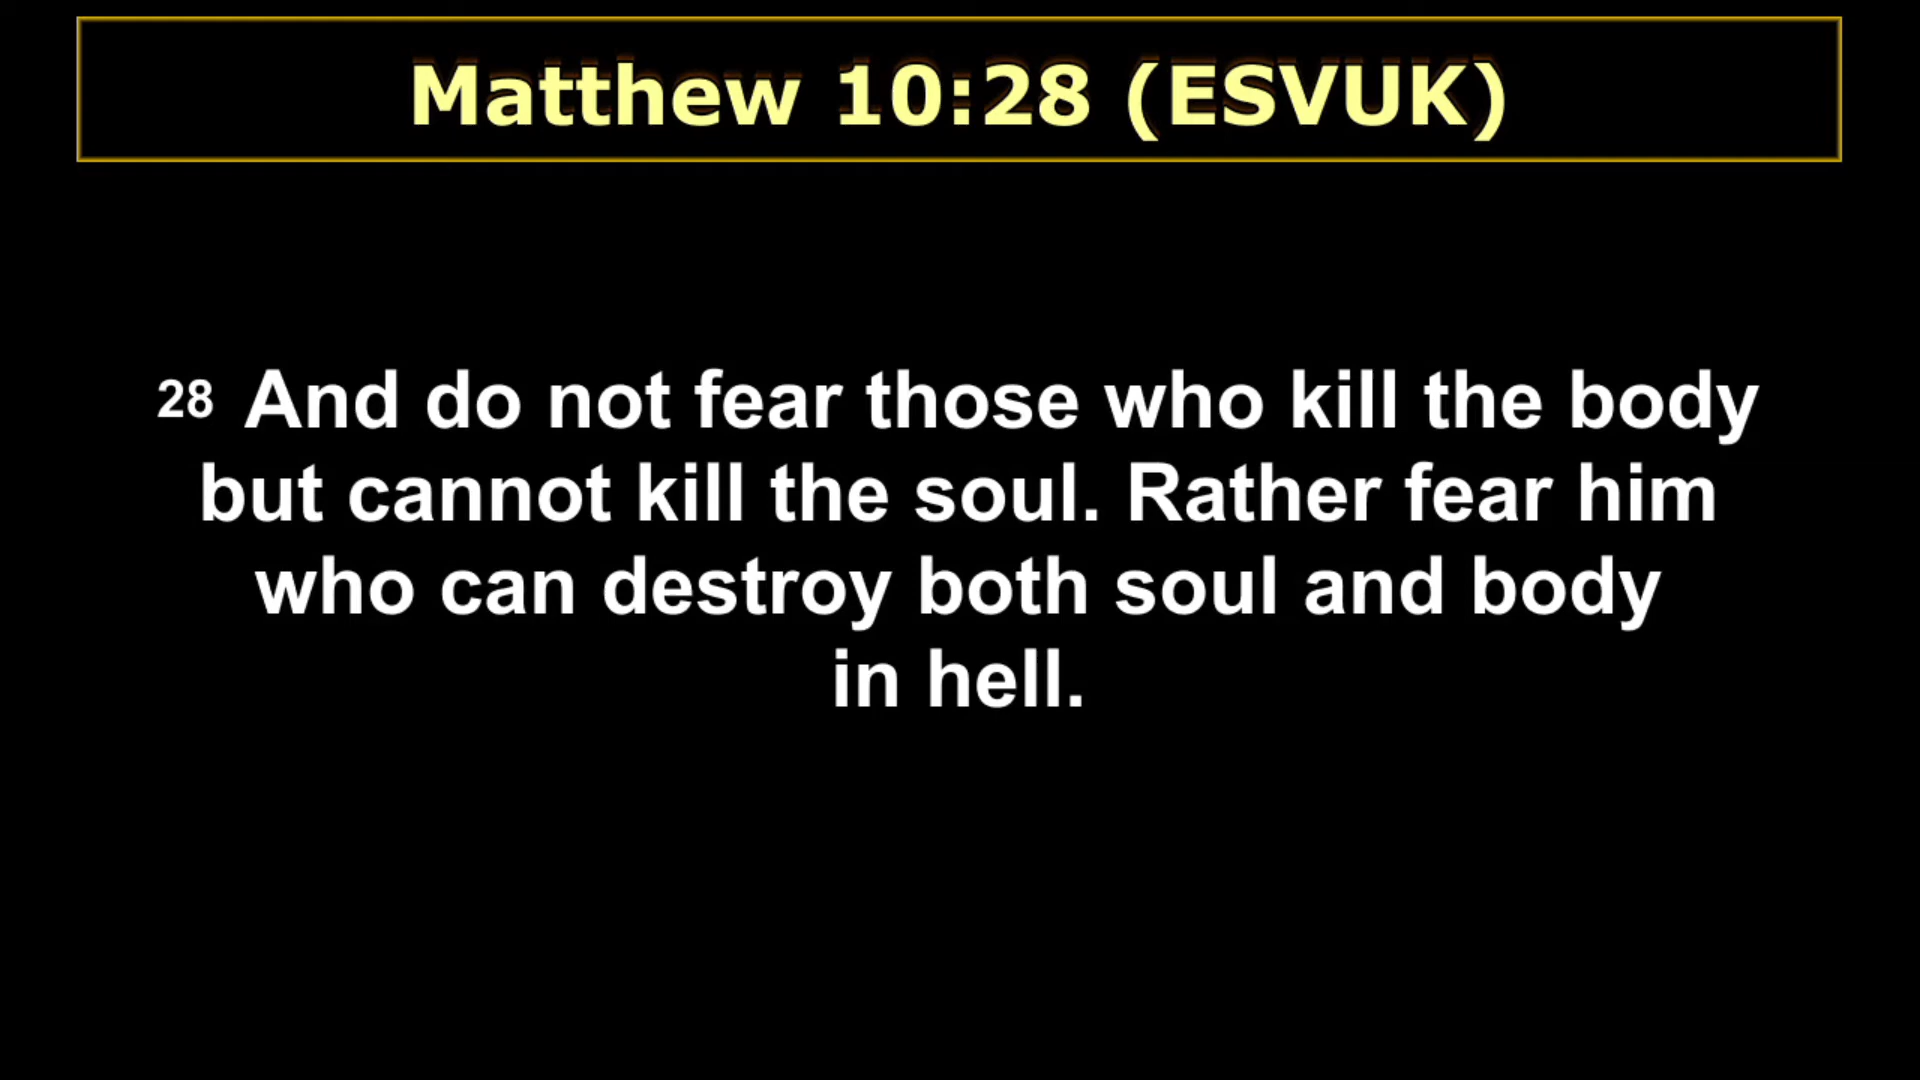 Matthew 10:28 (ESVUK)
28 And do not fear those who kill the body
but cannot kill the soul. Rather fear him
who can destroy both soul and body
in hell.